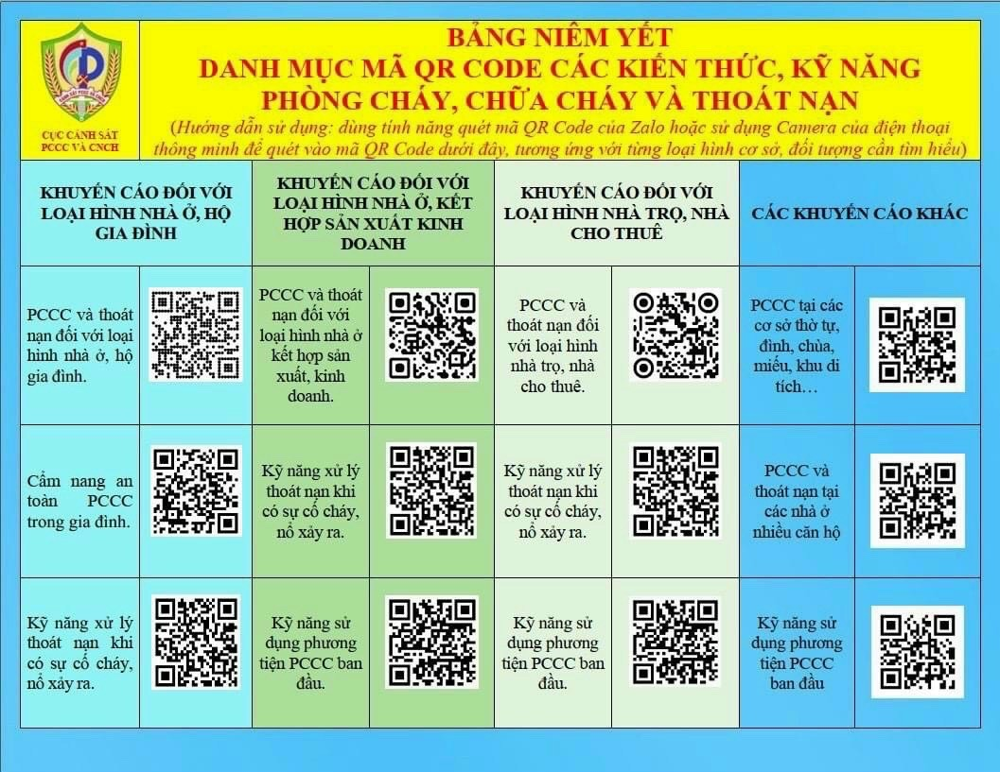 BẢNG NIÊM YẾT
DANH MỤC MÃ QR CODE CÁC KIẾN THỨC, KỸ NĂNG
PHÒNG CHÁY, CHỮA CHÁY VÀ THOÁT NẠN
(Hướng dẫn sử dụng: dùng tính năng quét mã QR Code của Zalo hoặc sử dụng Camera của điện thoại
thông minh để quét vào mã QR Code dưới đây, tương ứng với từng loại hình cơ sở, đối tượng cần tìm hiểu)
CỤC CẢNH SÁT
PCCC VÀ CNCH
KHUYẾN CÁO ĐỐI VỚI
LOẠI HÌNH NHÀ Ở, HỘ
GIA ĐÌNH
KHUYẾN CÁO ĐỐI VỚI
LOẠI HÌNH NHÀ Ở, KẾT
HỢP SẢN XUẤT KINH
DOANH
KHUYẾN CÁO ĐỐI VỚI
LOẠI HÌNH NHÀ TRỌ, NHÀ
CHO THUÊ
CÁC KHUYẾN CÁO KHÁC
PCCC và thoát
nạn đối với loại
hình nhà ở, hộ
gia đình.
PCCC và thoát
nạn đối với
loại hình nhà ở
kết hợp sản
xuất, kinh
doanh.
PCCC và
thoát nạn đối
với loại hình
nhà trọ, nhà
cho thuê.
PCCC tại các
cơ sở thờ tự,
đình, chùa,
miếu, khu di
tích…
Cẩm nang an
toàn PCCC
trong gia đình.
Kỹ năng xử lý
thoát nạn khi
có sự cố cháy,
nổ xảy ra.
Kỹ năng xử lý
thoát nạn khi
có sự cố cháy,
nổ xảy ra.
PCCC và
thoát nạn tại
các nhà ở
nhiều căn hộ
Kỹ năng xử lý
thoát nạn khi
có sự cố cháy,
nổ xảy ra.
Kỹ năng sử
dụng phương
tiện PCCC ban
đầu.
Kỹ năng sử
dụng phương
tiện PCCC ban
đầu.
Kỹ năng sử
dụng phương
tiện PCCC
ban đầu